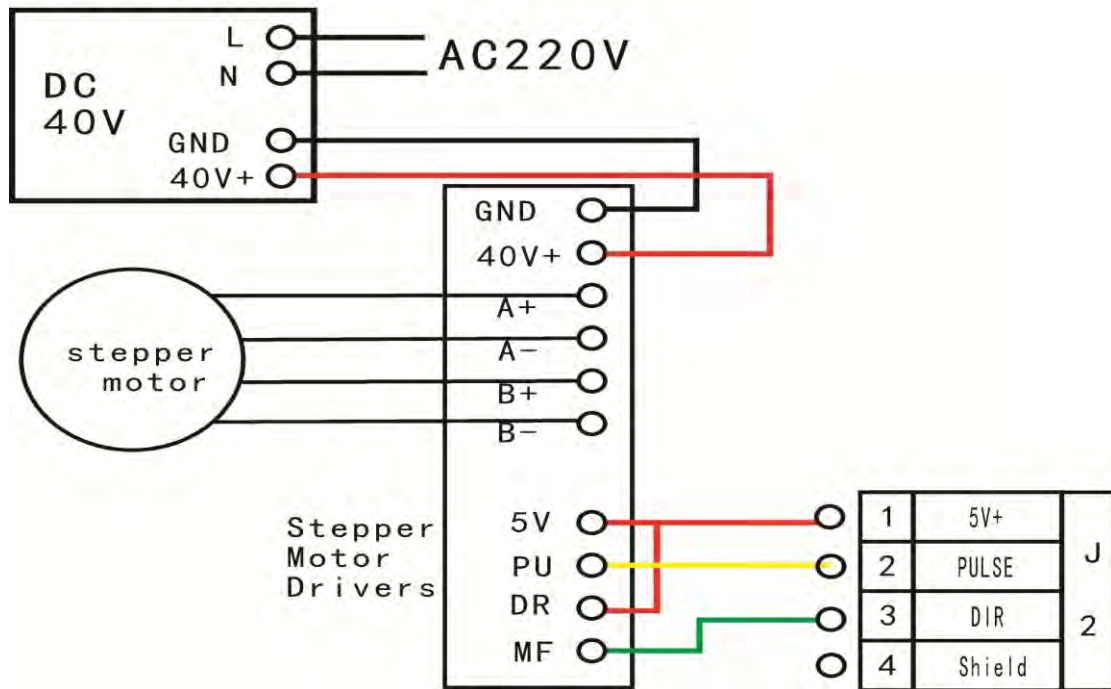 L
N
AC220V
DC
40V
GND
40V+
GND
40V+
A+
A-
B+
B-
stepper
motor
Stepper
Motor
Drivers
5V
PU
DR
MF
1 5V+
2 PULSE
3 DIR
4 Shield
J
2